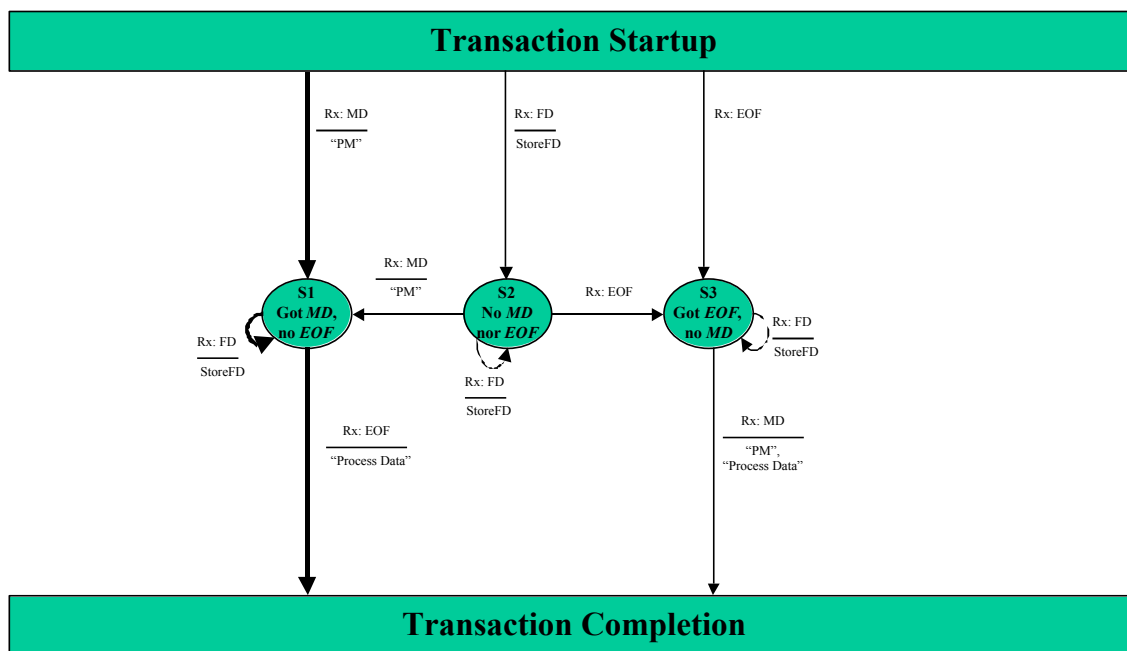 Transaction Startup
Rx: MD
“PM”
Rx: FD
StoreFD
Rx: EOF
S1
Got MD,
no EOF
Rx: MD
“PM”
S2
No MD
nor EOF
Rx: EOF
S3
Got EOF,
no MD
Rx: FD
StoreFD
Rx: FD
StoreFD
Rx: FD
StoreFD
Rx: EOF
“Process Data”
Rx: MD
“PM”,
“Process Data”
Transaction Completion